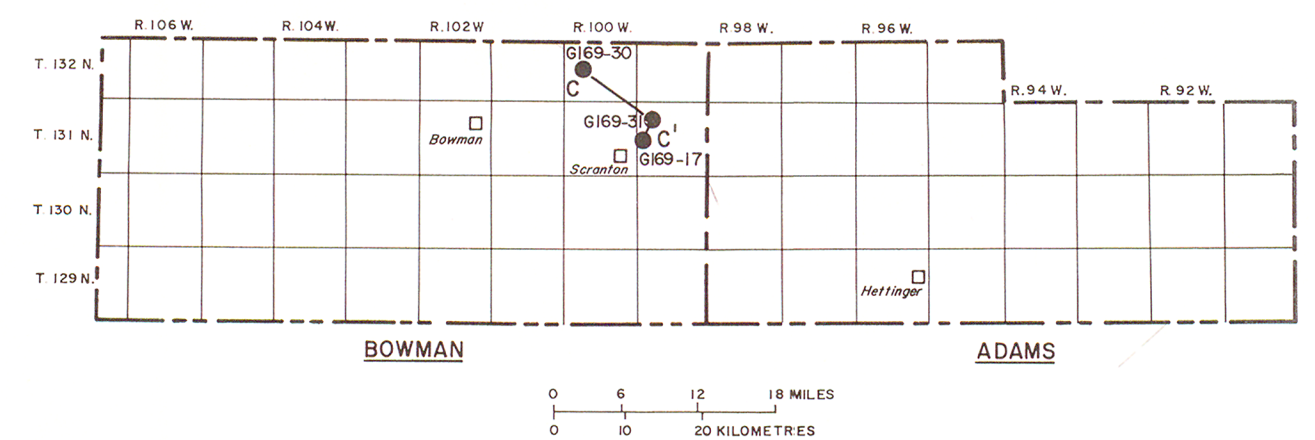 R.106 W. R.104W. R.102W R.100 W. R.98 W. R.96 W.
G169-30
T. 132 N.
C
R.94 W. R.92 W.
G169-31
T. 131 N.
Bowman
C'
G169-17
Scranton
T. 130 N.
T. 129 N.
Hettinger
BOWMAN
ADAMS
0 6 12 18 MILES
0 10 20 KILOMETRES